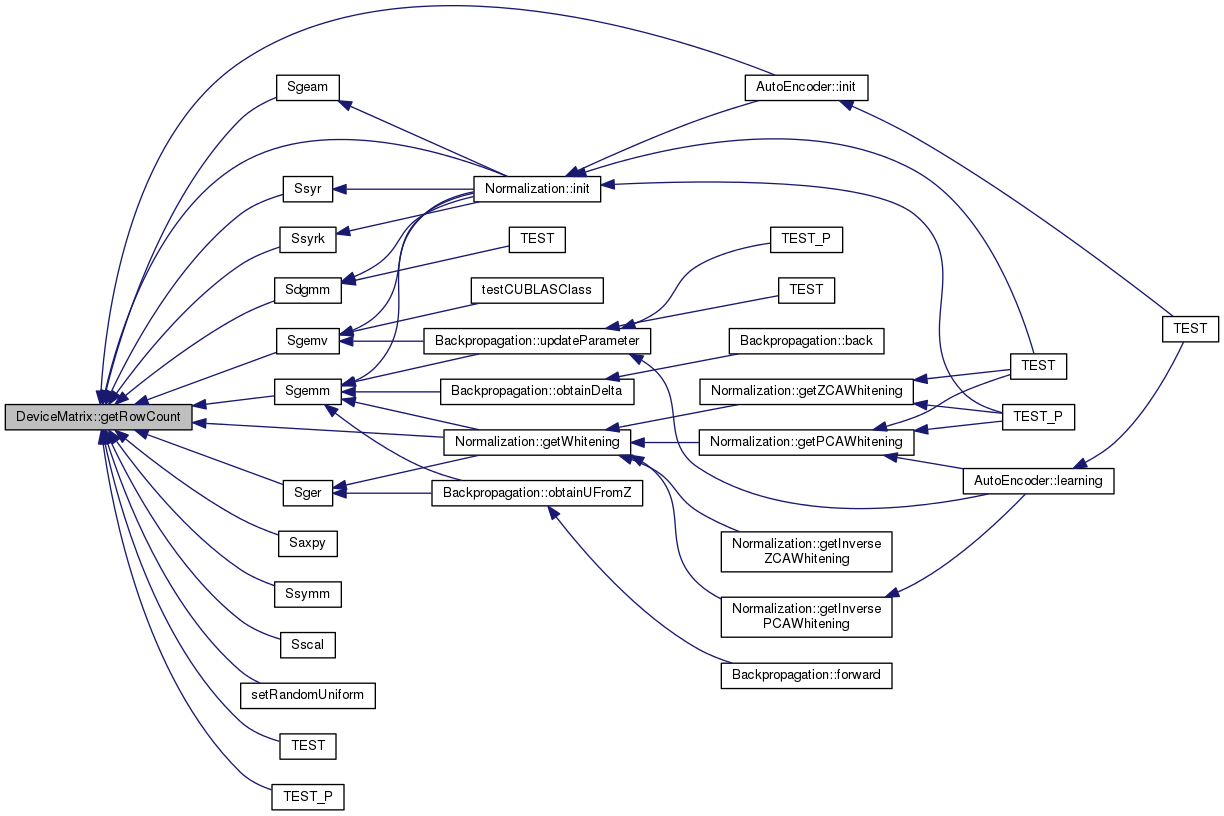 DeviceMatrix::getRowCount
Sgeam
Ssyr
Ssyrk
Sdgmm
Sgemv
Sgemm
Sger
Saxpy
Ssymm
Sscal
setRandomUniform
TEST
TEST_P
Normalization::init
TEST
testCUBLASClass
Backpropagation::updateParameter
Backpropagation::obtainDelta
Normalization::getWhitening
Backpropagation::obtainUFromZ
AutoEncoder::init
TEST_P
TEST
Backpropagation::back
Normalization::getZCAWhitening
Normalization::getPCAWhitening
Normalization::getInverse
ZCAWhitening
Normalization::getInverse
PCAWhitening
Backpropagation::forward
TEST
TEST_P
AutoEncoder::learning
TEST